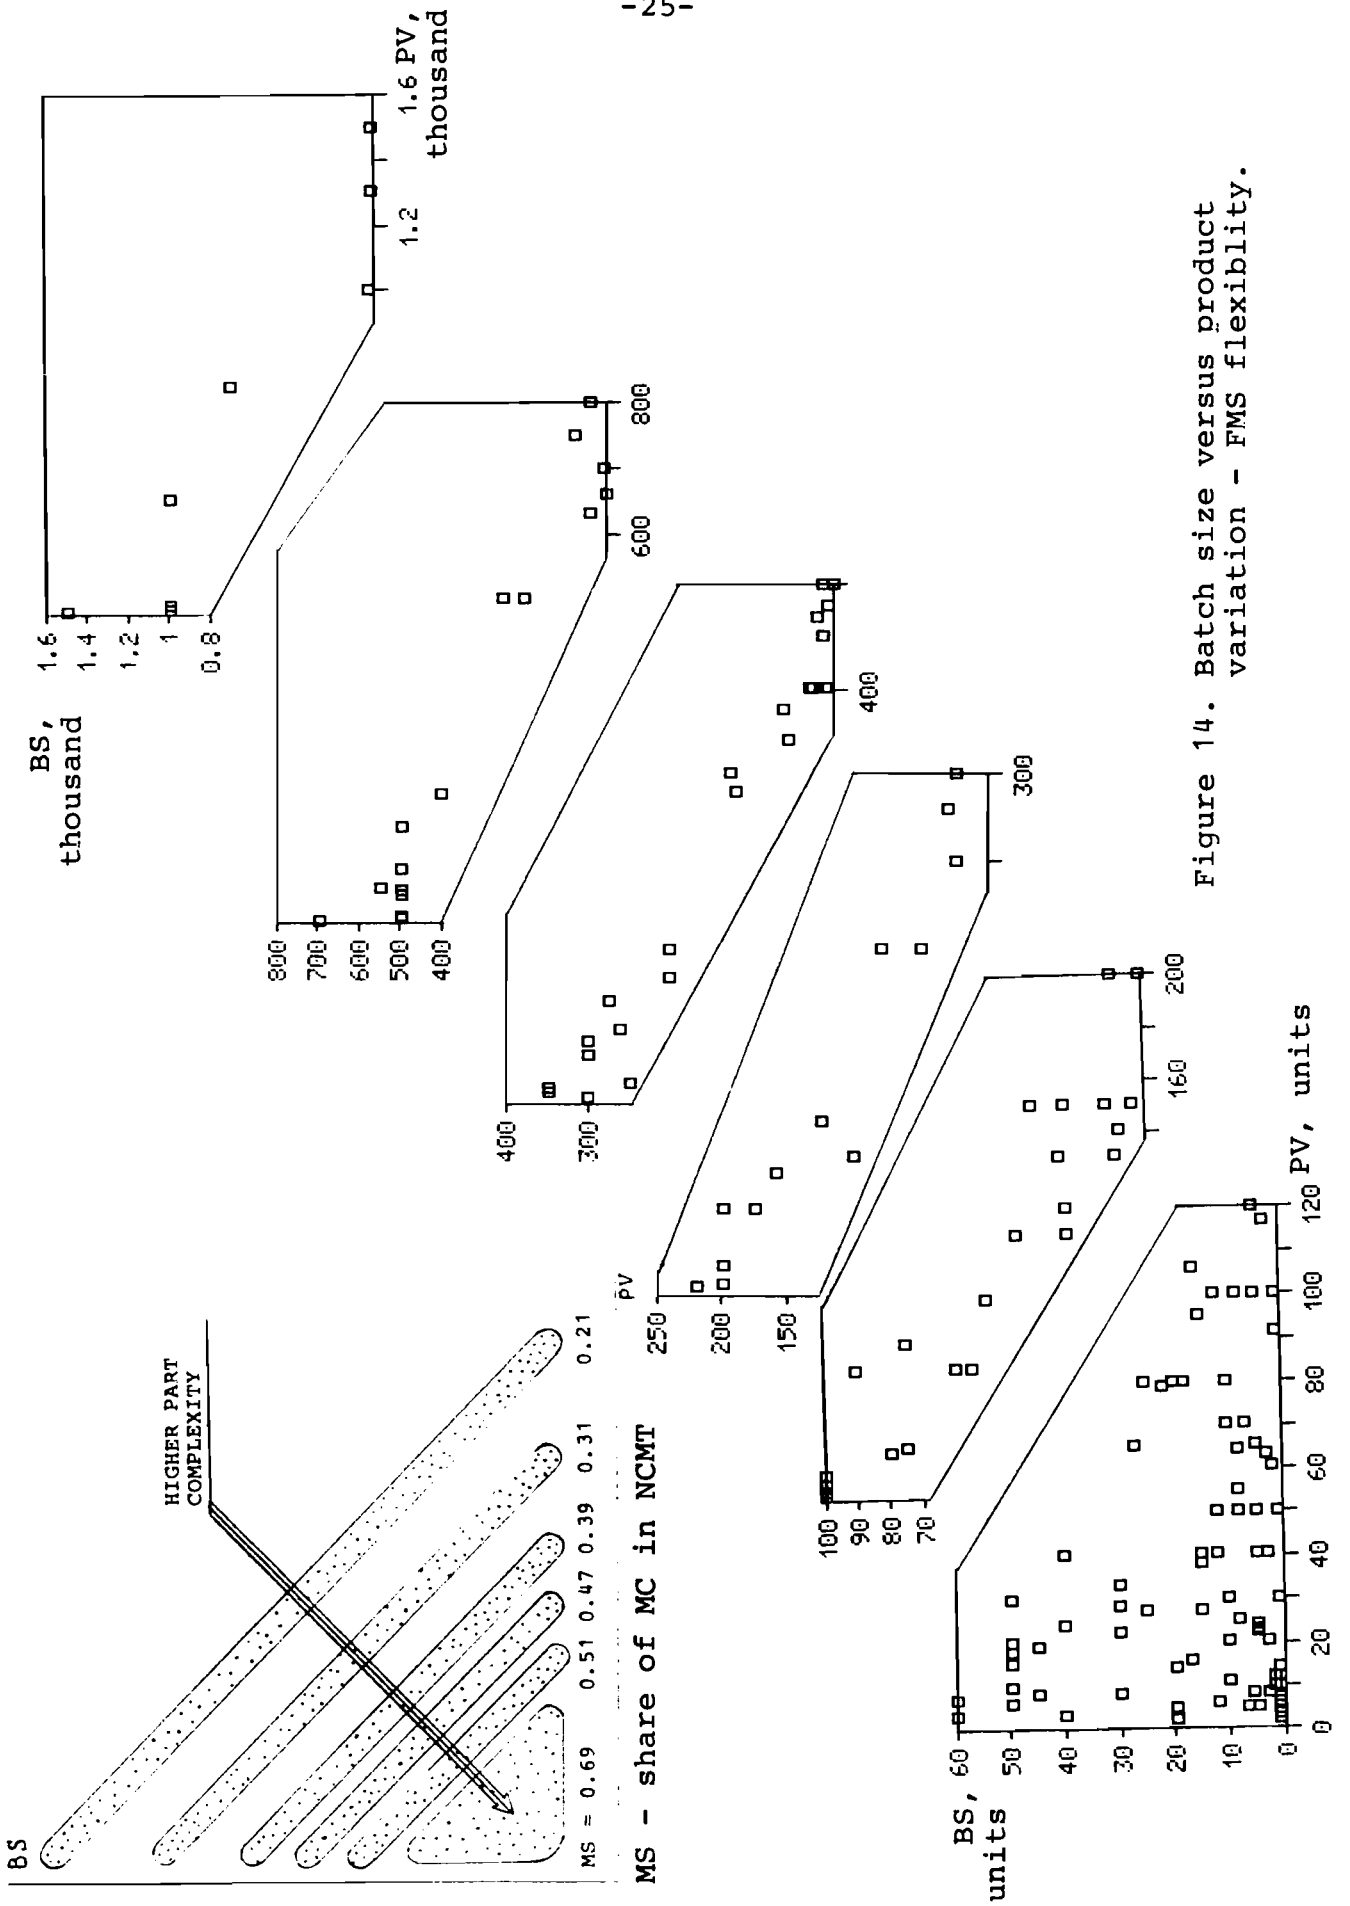 -25-
BS
HIGHER PART
COMPLEXITY
MS = 0.69 0.51 0.47 0.39 0.31 0.21
PV
MS - share of MC in NCMT
BS,
thousand
1.6
1.4
1.2
1
0.8
1.2
1.6 PV,
thousand
800
700
600
500
400
600
800
400
300
400
250
200
150
300
100
90
80
70
160
200
BS,
units
60
50
40
30
20
10
0
0 20 40 60 80 100 120 PV, units
Figure 14. Batch size versus product
variation - FMS flexiblity.